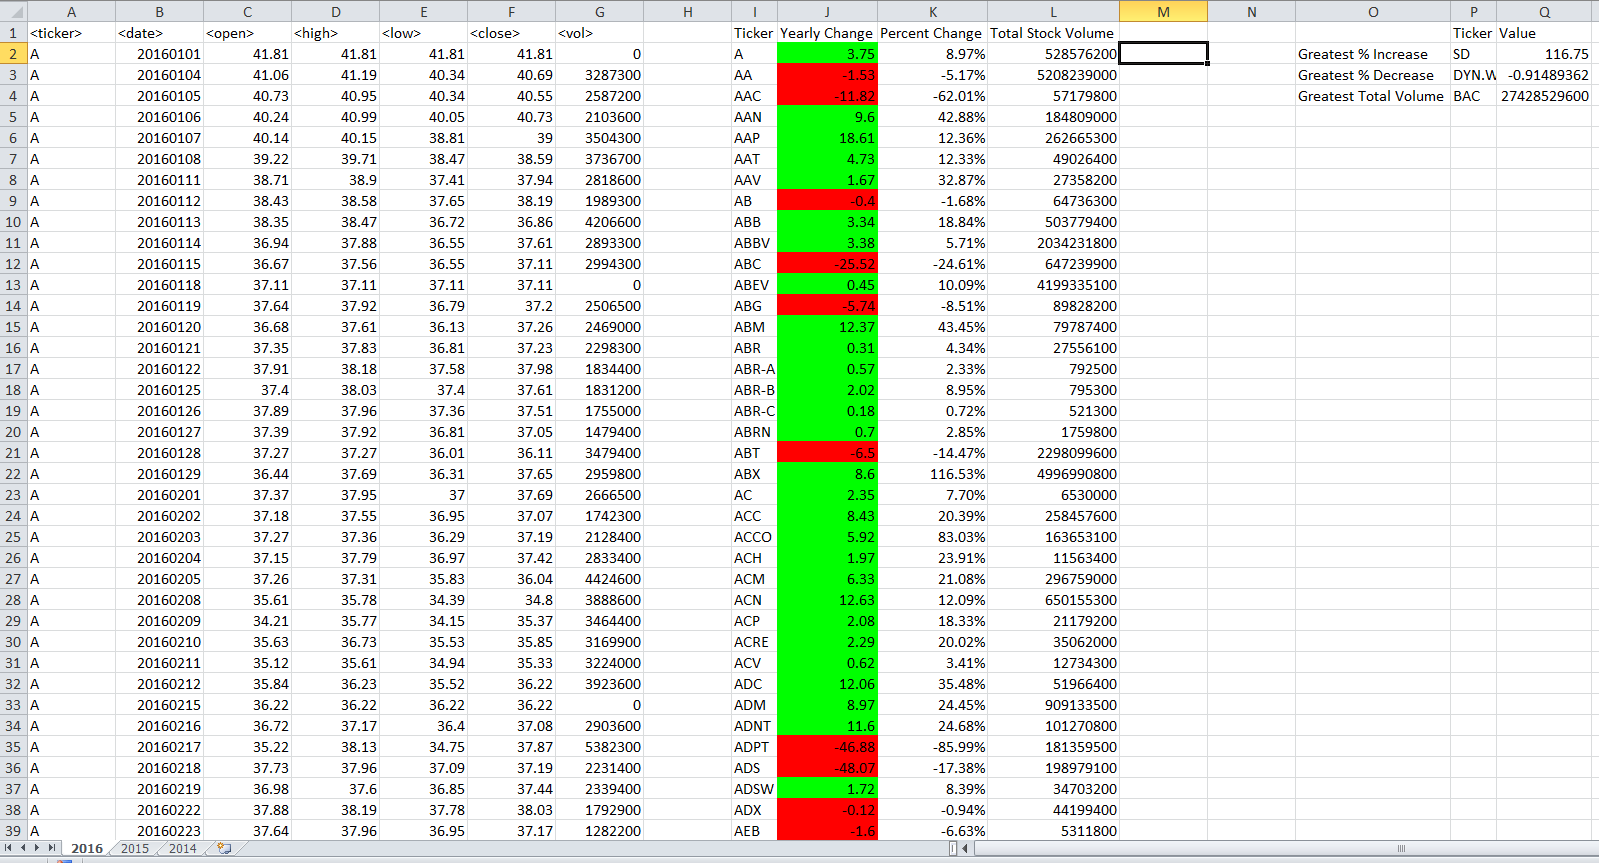 A B C D E F G H I J K L M N O P Q
1 <ticker> <date> <open> <high> <low> <close> <vol> Ticker Yearly Change Percent Change Total Stock Volume Ticker Value
2 A 20160101 41.81 41.81 41.81 41.81 0 A 3.75 8.97% 528576200 Greatest % Increase SD 116.75
3 A 20160104 41.06 41.19 40.34 40.69 3287300 AA -1.53 -5.17% 5208239000 Greatest % Decrease DYN.W -0.91489362
4 A 20160105 40.73 40.95 40.34 40.55 2587200 AAC -11.82 -62.01% 57179800 Greatest Total Volume BAC 27428529600
5 A 20160106 40.24 40.99 40.05 40.73 2103600 AAN 9.6 42.88% 184809000
6 A 20160107 40.14 40.15 38.81 39 3504300 AAP 18.61 12.36% 262665300
7 A 20160108 39.22 39.71 38.47 38.59 3736700 AAT 4.73 12.33% 49026400
8 A 20160111 38.71 38.9 37.41 37.94 2818600 AAV 1.67 32.87% 27358200
9 A 20160112 38.43 38.58 37.65 38.19 1989300 AB -0.4 -1.68% 64736300
10 A 20160113 38.35 38.47 36.72 36.86 4206600 ABB 3.34 18.84% 503779400
11 A 20160114 36.94 37.88 36.55 37.61 2893300 ABBV 3.38 5.71% 2034231800
12 A 20160115 36.67 37.56 36.55 37.11 2994300 ABC -25.52 -24.61% 647239900
13 A 20160118 37.11 37.11 37.11 37.11 0 ABEV 0.45 10.09% 4199335100
14 A 20160119 37.64 37.92 36.79 37.2 2506500 ABG -5.74 -8.51% 89828200
15 A 20160120 36.68 37.61 36.13 37.26 2469000 ABM 12.37 43.45% 79787400
16 A 20160121 37.35 37.83 36.81 37.23 2298300 ABR 0.31 4.34% 27556100
17 A 20160122 37.91 38.18 37.58 37.98 1834400 ABR-A 0.57 2.33% 792500
18 A 20160125 37.4 38.03 37.4 37.61 1831200 ABR-B 2.02 8.95% 795300
19 A 20160126 37.89 37.96 37.36 37.51 1755000 ABR-C 0.18 0.72% 521300
20 A 20160127 37.39 37.92 36.81 37.05 1479400 ABRN 0.7 2.85% 1759800
21 A 20160128 37.27 37.27 36.01 36.11 3479400 ABT -6.5 -14.47% 2298099600
22 A 20160129 36.44 37.69 36.31 37.65 2959800 ABX 8.6 116.53% 4996990800
23 A 20160201 37.37 37.95 37 37.69 2666500 AC 2.35 7.70% 6530000
24 A 20160202 37.18 37.55 36.95 37.07 1742300 ACC 8.43 20.39% 258457600
25 A 20160203 37.27 37.36 36.29 37.19 2128400 ACCO 5.92 83.03% 163653100
26 A 20160204 37.15 37.79 36.97 37.42 2833400 ACH 1.97 23.91% 11563400
27 A 20160205 37.26 37.31 35.83 36.04 4424600 ACM 6.33 21.08% 296759000
28 A 20160208 35.61 35.78 34.39 34.8 3888600 ACN 12.63 12.09% 650155300
29 A 20160209 34.21 35.77 34.15 35.37 3464400 ACP 2.08 18.33% 21179200
30 A 20160210 35.63 36.73 35.53 35.85 3169900 ACRE 2.29 20.02% 35062000
31 A 20160211 35.12 35.61 34.94 35.33 3224000 ACV 0.62 3.41% 12734300
32 A 20160212 35.84 36.23 35.52 36.22 3923600 ADC 12.06 35.48% 51966400
33 A 20160215 36.22 36.22 36.22 36.22 0 ADM 8.97 24.45% 909133500
34 A 20160216 36.72 37.17 36.4 37.08 2903600 ADNT 11.6 24.68% 101270800
35 A 20160217 35.22 38.13 34.75 37.87 5382300 ADPT -46.88 -85.99% 181359500
36 A 20160218 37.73 37.96 37.09 37.19 2231400 ADS -48.07 -17.38% 198979100
37 A 20160219 36.98 37.6 36.85 37.44 2339400 ADSW 1.72 8.39% 34703200
38 A 20160222 37.88 38.19 37.78 38.03 1792900 ADX -0.12 -0.94% 44199400
39 A 20160223 37.64 37.96 36.95 37.17 1282200 AEB -1.6 -6.63% 5311800
2016 2015 2014